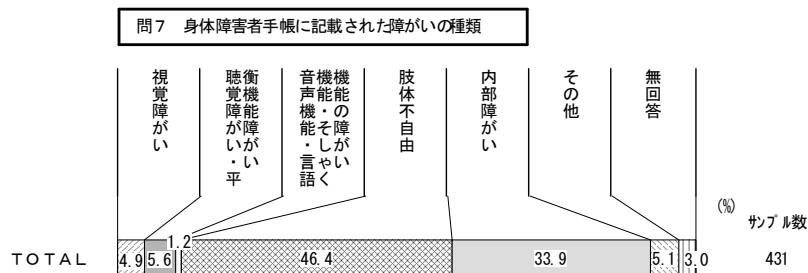 問7 身体障害者手帳に記載された障がいの種類
視覚障がい
聴覚障がい・平
衡機能障がい
音声機能・言語
機能・そしゃく
機能の障がい
肢体不自由
内部障がい
その他
無回答
(%)
サンプル数
TOTAL 4.9 5.6 1.2 46.4 33.9 5.1 3.0 431